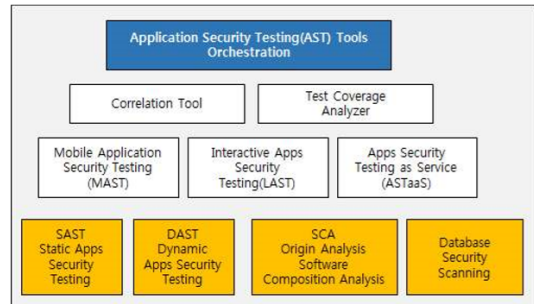 Application Security Testing(AST) Tools
Orchestration
Correlation Tool
Test Coverage
Analyzer
Mobile Application
Security Testing
(MAST)
Interactive Apps
Security
Testing(LAST)
Apps Security
Testing as Service
(ASTaaS)
SAST
Static Apps
Security
Testing
DAST
Dynamic
Apps Security
Testing
SCA
Origin Analysis
Software
Composition Analysis
Database
Security
Scanning